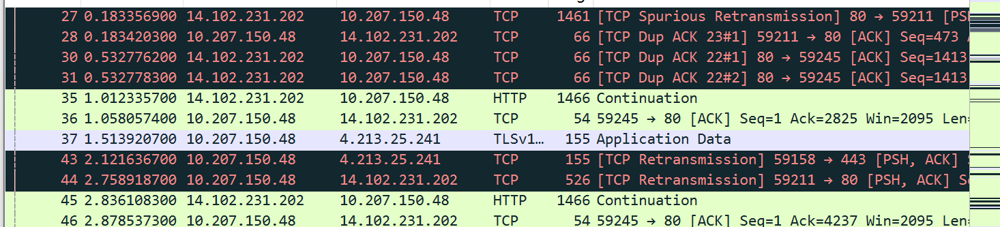 27 0.183356900 14.102.231.202 10.207.150.48 TCP 1461 [TCP Spurious Retransmission] 80 → 59211 [PS
28 0.183420300 10.207.150.48 14.102.231.202 TCP 66 [TCP Dup ACK 23#1] 59211 → 80 [ACK] Seq=473
30 0.532776200 14.102.231.202 10.207.150.48 TCP 66 [TCP Dup ACK 22#1] 80 → 59245 [ACK] Seq=1413
31 0.532778300 14.102.231.202 10.207.150.48 TCP 66 [TCP Dup ACK 22#2] 80 → 59245 [ACK] Seq=1413
35 1.012335700 14.102.231.202 10.207.150.48 HTTP 1466 Continuation
36 1.058057400 10.207.150.48 14.102.231.202 TCP 54 59245 → 80 [ACK] Seq=1 Ack=2825 Win=2095 Len=
37 1.513920700 10.207.150.48 4.213.25.241 TLSv1… 155 Application Data
43 2.121636700 10.207.150.48 4.213.25.241 TCP 155 [TCP Retransmission] 59158 → 443 [PSH, ACK]
44 2.758918700 10.207.150.48 14.102.231.202 TCP 526 [TCP Retransmission] 59211 → 80 [PSH, ACK]
45 2.836108300 14.102.231.202 10.207.150.48 HTTP 1466 Continuation
46 2.878537300 10.207.150.48 14.102.231.202 TCP 54 59245 → 80 [ACK] Seq=1 Ack=4237 Win=2095 Len=